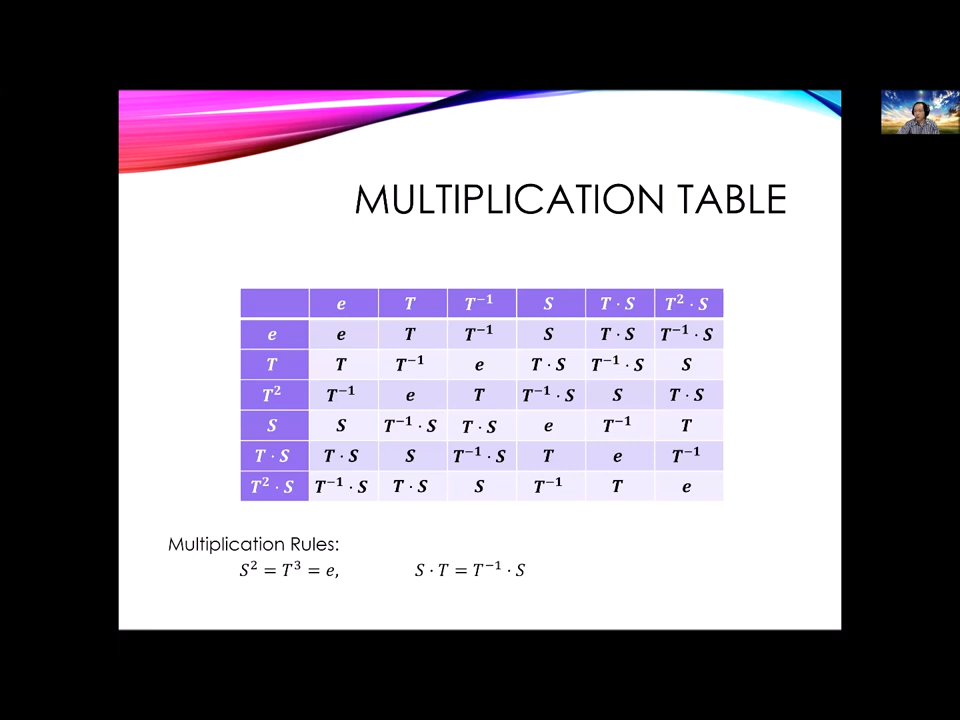 MULTIPLICATION TABLE
e T T⁻¹ S T · S T² · S
e e T T⁻¹ S T · S T⁻¹ · S
T T T⁻¹ e T · S T⁻¹ · S S
T² T⁻¹ e T T⁻¹ · S S T · S
S S T⁻¹ · S T · S e T⁻¹ T
T · S T · S S T⁻¹ · S T e T⁻¹
T² · S T⁻¹ · S T · S S T⁻¹ T e
Multiplication Rules:
S² = T³ = e, S · T = T⁻¹ · S